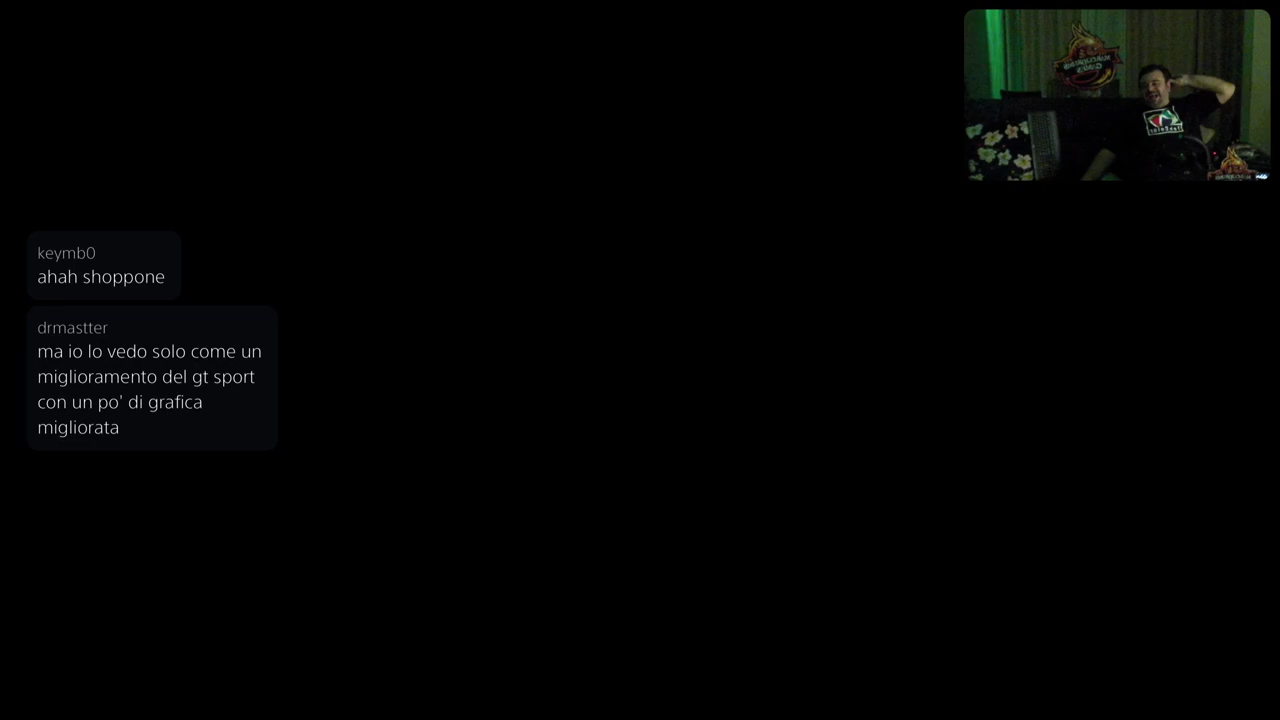 keymb0
ahah shoppone
drmastter
ma io lo vedo solo come un
miglioramento del gt sport
con un po' di grafica
migliorata